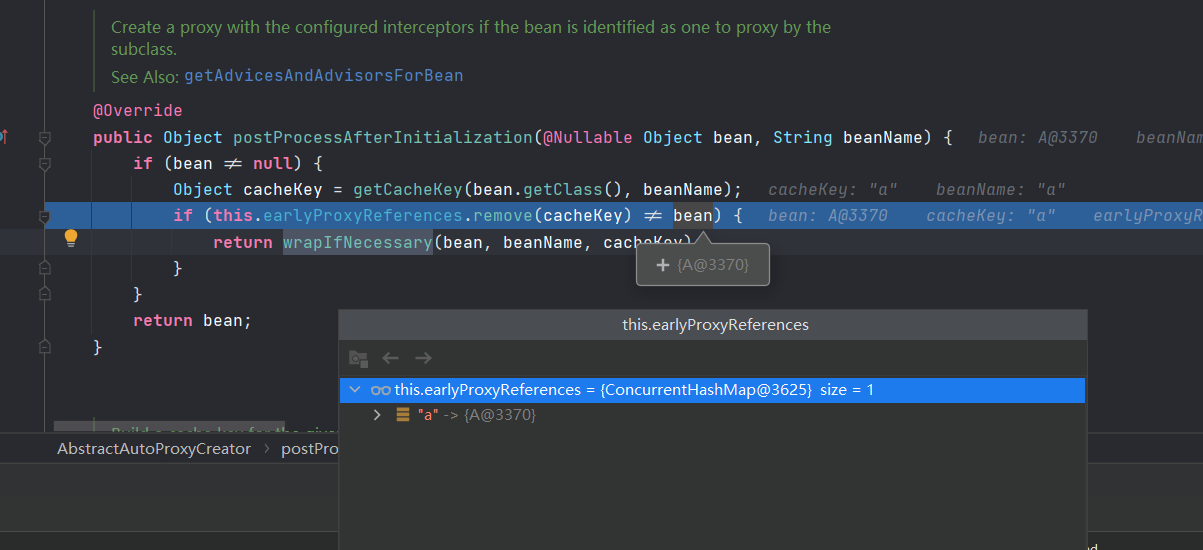 Create a proxy with the configured interceptors if the bean is identified as one to proxy by the
subclass.
See Also: getAdvicesAndAdvisorsForBean
@Override
public Object postProcessAfterInitialization(@Nullable Object bean, String beanName) { bean: A@3370 beanNam
if (bean ≠ null) {
Object cacheKey = getCacheKey(bean.getClass(), beanName); cacheKey: "a" beanName: "a"
if (this.earlyProxyReferences.remove(cacheKey) ≠ bean) { bean: A@3370 cacheKey: "a" earlyProxyR
return wrapIfNecessary(bean, beanName, cacheKey)
+ {A@3370}
}
}
return bean;
}
this.earlyProxyReferences
this.earlyProxyReferences = {ConcurrentHashMap@3625} size = 1
"a" -> {A@3370}
AbstractAutoProxyCreator > postPro